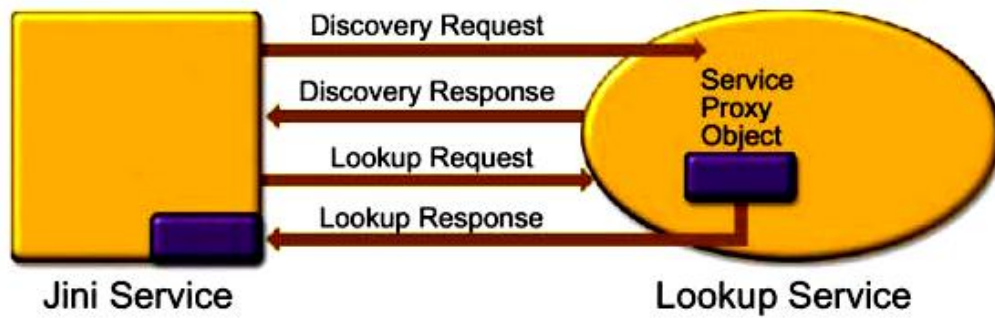 Discovery Request
Discovery Response
Lookup Request
Lookup Response
Service
Proxy
Object
Jini Service
Lookup Service